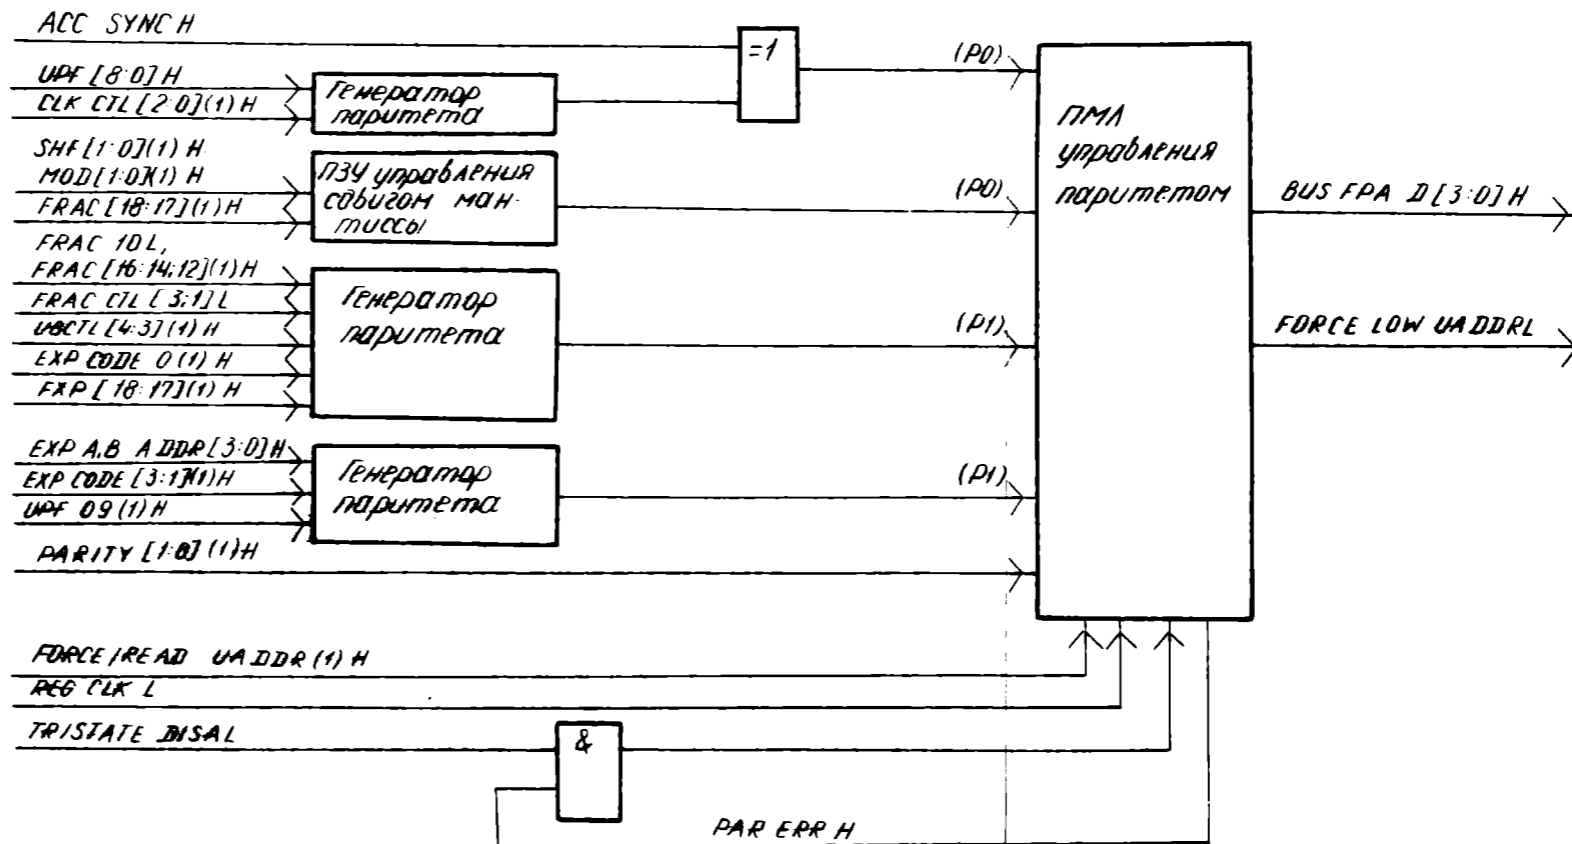 ACC SYNC H
UPF [8:0] H
CLK CTL [2:0] (1) H
Генератор
паритета
=1
(P0)
SHF [1:0] (1) H
MOD [1:0] (1) H
FRAC [18:17] (1) H
ПЗУ управления
сдвигом ман-
тиссы
(P0)
FRAC 10 L,
FRAC [16:14,12] (1) H
FRAC CTL [3:1] L
UBCTL [4:3] (1) H
EXP CODE 0 (1) H
EXP [18:17] (1) H
Генератор
паритета
(P1)
EXP A,B ADDR [3:0] H
EXP CODE [3:1] (1) H
UPF 09 (1) H
Генератор
паритета
(P1)
PARITY [1:0] (1) H
ПМЛ
управления
паритетом
BUS FPA D [3:0] H
FORCE LOW UADDRL
FORCE/READ UADDR (1) H
REG CLK L
TRISTATE DISAL
&
PAR ERR H